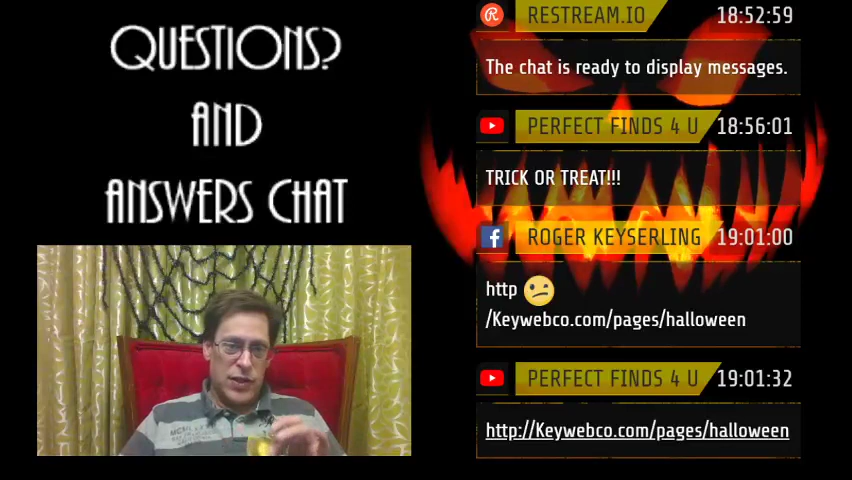 QUESTIONS?
AND
ANSWERS CHAT
RESTREAM.IO 18:52:59
The chat is ready to display messages.
PERFECT FINDS 4 U 18:56:01
TRICK OR TREAT!!!
ROGER KEYSERLING 19:01:00
http 😕
/Keywebco.com/pages/halloween
PERFECT FINDS 4 U 19:01:32
http://Keywebco.com/pages/halloween